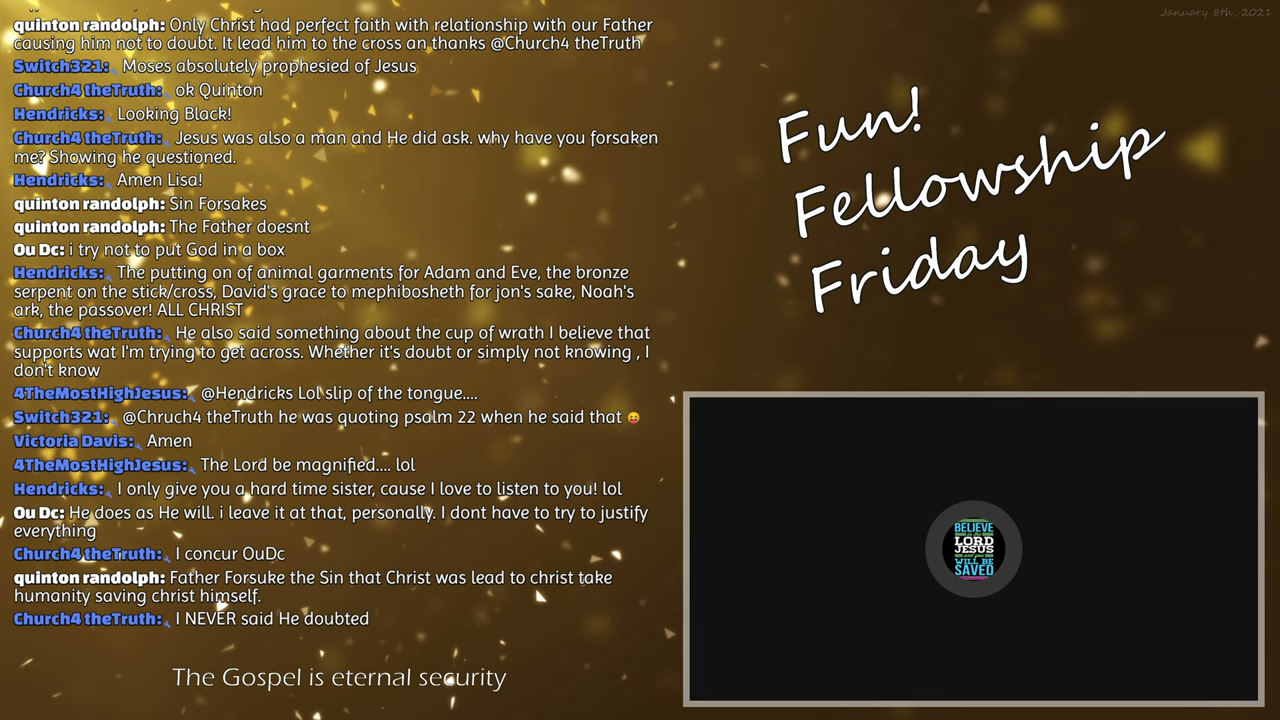 quinton randolph: Only Christ had perfect faith with relationship with our Father
causing him not to doubt. It lead him to the cross an thanks @Church4 theTruth
Switch321: Moses absolutely prophesied of Jesus
Church4 theTruth: ok Quinton
Hendricks: Looking Black!
Church4 theTruth: Jesus was also a man and He did ask. why have you forsaken
me? Showing he questioned.
Hendricks: Amen Lisa!
quinton randolph: Sin Forsakes
quinton randolph: The Father doesnt
Ou Dc: i try not to put God in a box
Hendricks: The putting on of animal garments for Adam and Eve, the bronze
serpent on the stick/cross, David's grace to mephibosheth for jon's sake, Noah's
ark, the passover! ALL CHRIST
Church4 theTruth: He also said something about the cup of wrath I believe that
supports wat I'm trying to get across. Whether it's doubt or simply not knowing , I
don't know
4TheMostHighJesus: @Hendricks Lol slip of the tongue....
Switch321: @Chruch4 theTruth he was quoting psalm 22 when he said that 😝
Victoria Davis: Amen
4TheMostHighJesus: The Lord be magnified.... lol
Hendricks: I only give you a hard time sister, cause I love to listen to you! lol
Ou Dc: He does as He will. i leave it at that, personally. I dont have to try to justify
everything
Church4 theTruth: I concur OuDc
quinton randolph: Father Forsuke the Sin that Christ was lead to christ take
humanity saving christ himself.
Church4 theTruth: I NEVER said He doubted
The Gospel is eternal security
January 8th, 2021
Fun!
Fellowship
Friday
BELIEVE
LORD
JESUS
WILL BE
SAVED